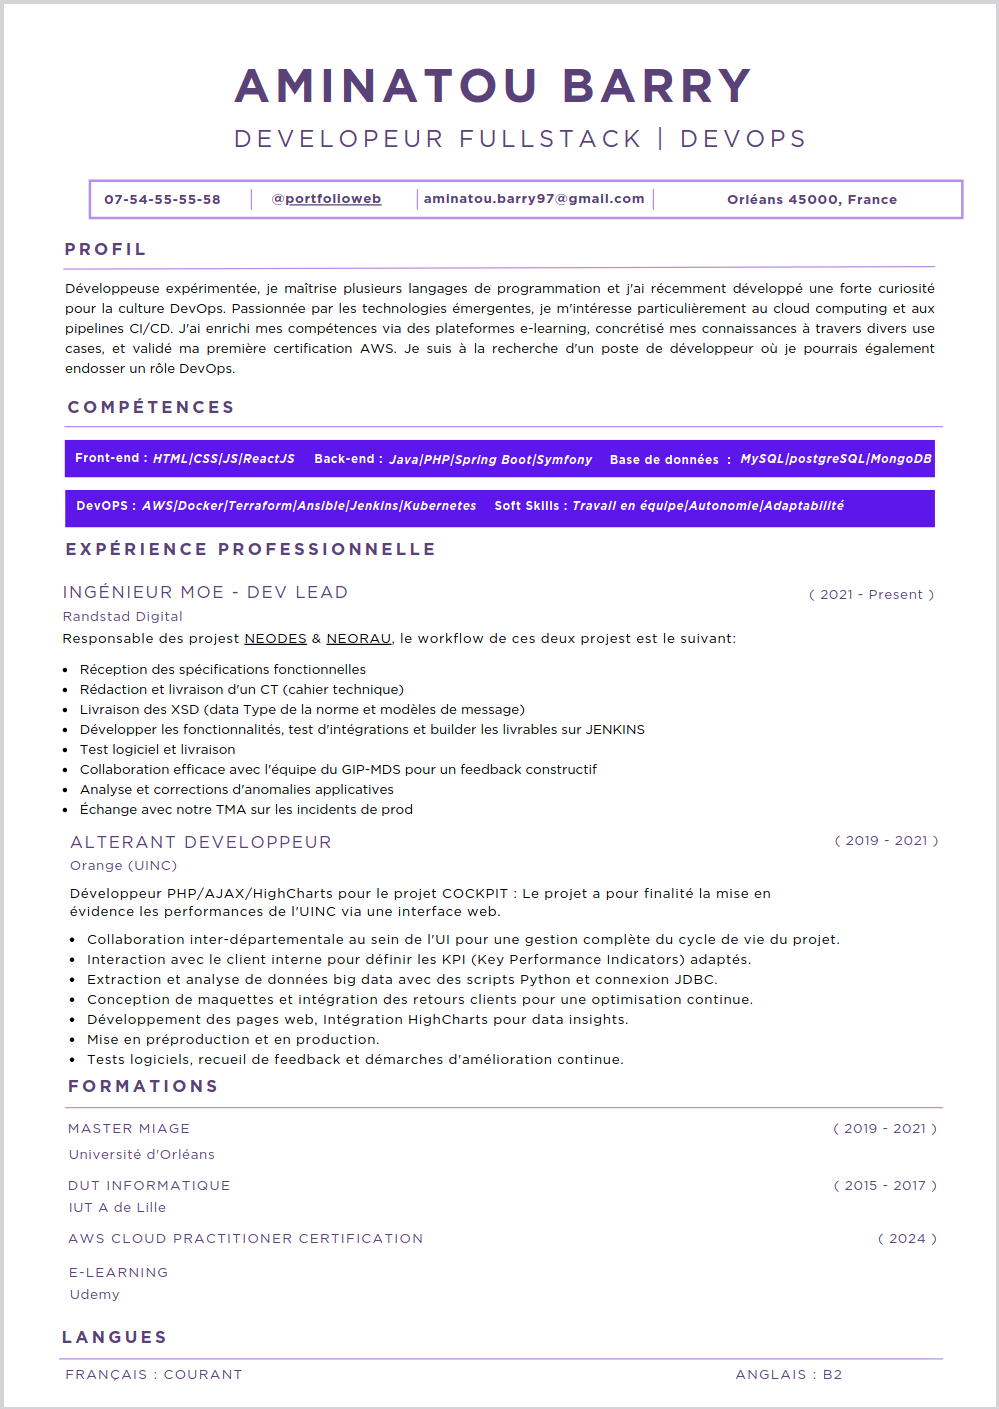 AMINATOU BARRY
DEVELOPEUR FULLSTACK | DEVOPS
07-54-55-55-58 | @portfolioweb | aminatou.barry97@gmail.com | Orléans 45000, France
PROFIL
Développeuse expérimentée, je maîtrise plusieurs langages de programmation et j'ai récemment développé une forte curiosité
pour la culture DevOps. Passionnée par les technologies émergentes, je m'intéresse particulièrement au cloud computing et aux
pipelines CI/CD. J'ai enrichi mes compétences via des plateformes e-learning, concrétisé mes connaissances à travers divers use
cases, et validé ma première certification AWS. Je suis à la recherche d'un poste de développeur où je pourrais également
endosser un rôle DevOps.
COMPÉTENCES
Front-end : HTML/CSS/JS/ReactJS Back-end : Java/PHP/Spring Boot/Symfony Base de données : MySQL/postgreSQL/MongoDB
DevOPS : AWS/Docker/Terraform/Ansible/Jenkins/Kubernetes Soft Skills : Travail en équipe/Autonomie/Adaptabilité
EXPÉRIENCE PROFESSIONNELLE
INGÉNIEUR MOE - DEV LEAD ( 2021 - Present )
Randstad Digital
Responsable des projest NEODES & NEORAU, le workflow de ces deux projest est le suivant:
• Réception des spécifications fonctionnelles
• Rédaction et livraison d'un CT (cahier technique)
• Livraison des XSD (data Type de la norme et modèles de message)
• Développer les fonctionnalités, test d'intégrations et builder les livrables sur JENKINS
• Test logiciel et livraison
• Collaboration efficace avec l'équipe du GIP-MDS pour un feedback constructif
• Analyse et corrections d'anomalies applicatives
• Échange avec notre TMA sur les incidents de prod
ALTERANT DEVELOPPEUR ( 2019 - 2021 )
Orange (UINC)
Développeur PHP/AJAX/HighCharts pour le projet COCKPIT : Le projet a pour finalité la mise en
évidence les performances de l'UINC via une interface web.
• Collaboration inter-départementale au sein de l'UI pour une gestion complète du cycle de vie du projet.
• Interaction avec le client interne pour définir les KPI (Key Performance Indicators) adaptés.
• Extraction et analyse de données big data avec des scripts Python et connexion JDBC.
• Conception de maquettes et intégration des retours clients pour une optimisation continue.
• Développement des pages web, Intégration HighCharts pour data insights.
• Mise en préproduction et en production.
• Tests logiciels, recueil de feedback et démarches d'amélioration continue.
FORMATIONS
MASTER MIAGE ( 2019 - 2021 )
Université d'Orléans
DUT INFORMATIQUE ( 2015 - 2017 )
IUT A de Lille
AWS CLOUD PRACTITIONER CERTIFICATION ( 2024 )
E-LEARNING
Udemy
LANGUES
FRANÇAIS : COURANT ANGLAIS : B2